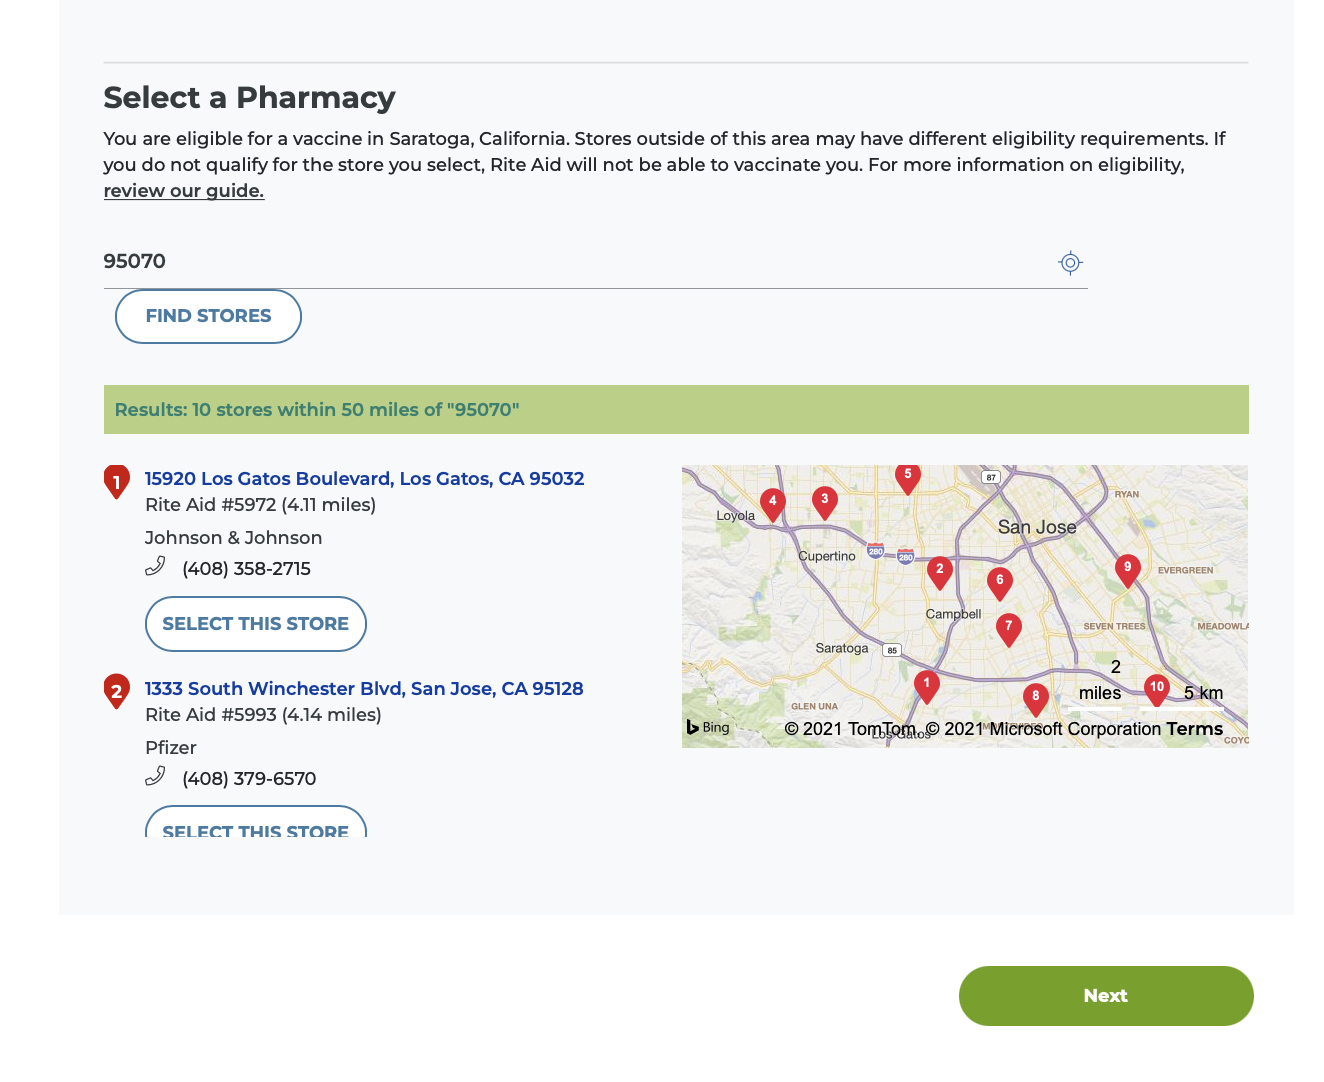 Select a Pharmacy
You are eligible for a vaccine in Saratoga, California. Stores outside of this area may have different eligibility requirements. If
you do not qualify for the store you select, Rite Aid will not be able to vaccinate you. For more information on eligibility,
review our guide.
95070
FIND STORES
Results: 10 stores within 50 miles of "95070"
1
15920 Los Gatos Boulevard, Los Gatos, CA 95032
Rite Aid #5972 (4.11 miles)
Johnson & Johnson
(408) 358-2715
SELECT THIS STORE
2
1333 South Winchester Blvd, San Jose, CA 95128
Rite Aid #5993 (4.14 miles)
Pfizer
(408) 379-6570
SELECT THIS STORE
5
87
RYAN
4
3
Loyola
San Jose
Cupertino
280
280
2
6
9
EVERGREEN
Campbell
7
SEVEN TREES
MEADOWLA
Saratoga
85
2
1
8
miles
10
5 km
GLEN UNA
Bing
© 2021 TomTom, © 2021 Microsoft Corporation Terms
Los Gatos
COYO
Next